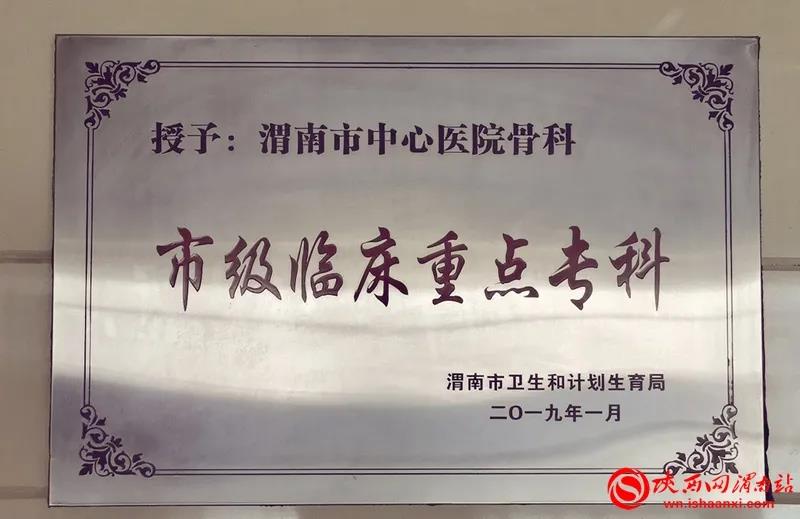 授予：渭南市中心医院骨科
市级临床重点专科
渭南市卫生和计划生育局
二〇一九年一月
陕西网渭南站
wn.ishaanxi.com